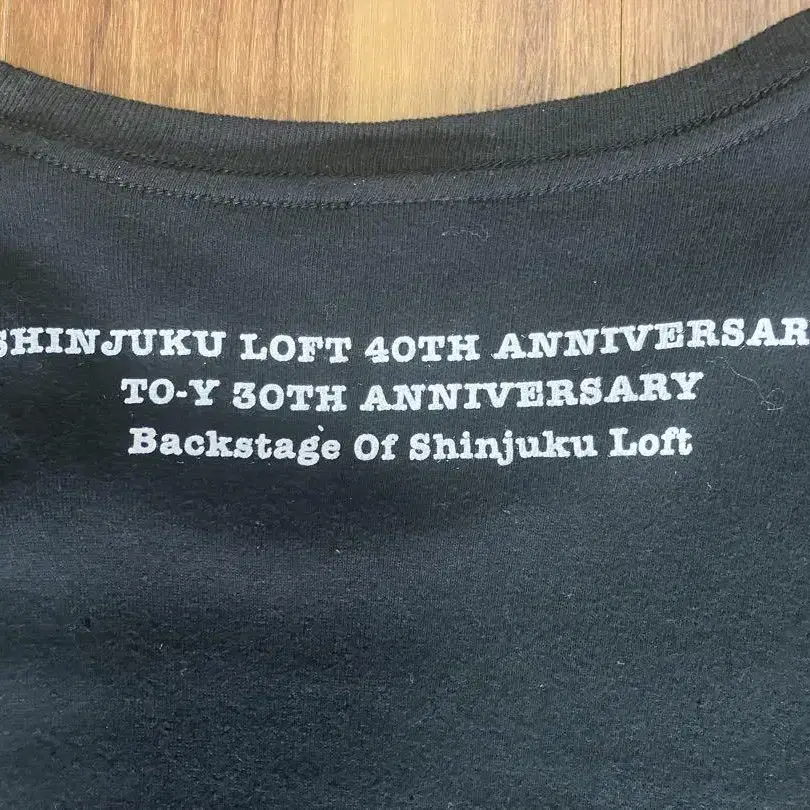 SHINJUKU LOFT 40TH ANNIVERSAR
TO-Y 30TH ANNIVERSARY
Backstage Of Shinjuku Loft